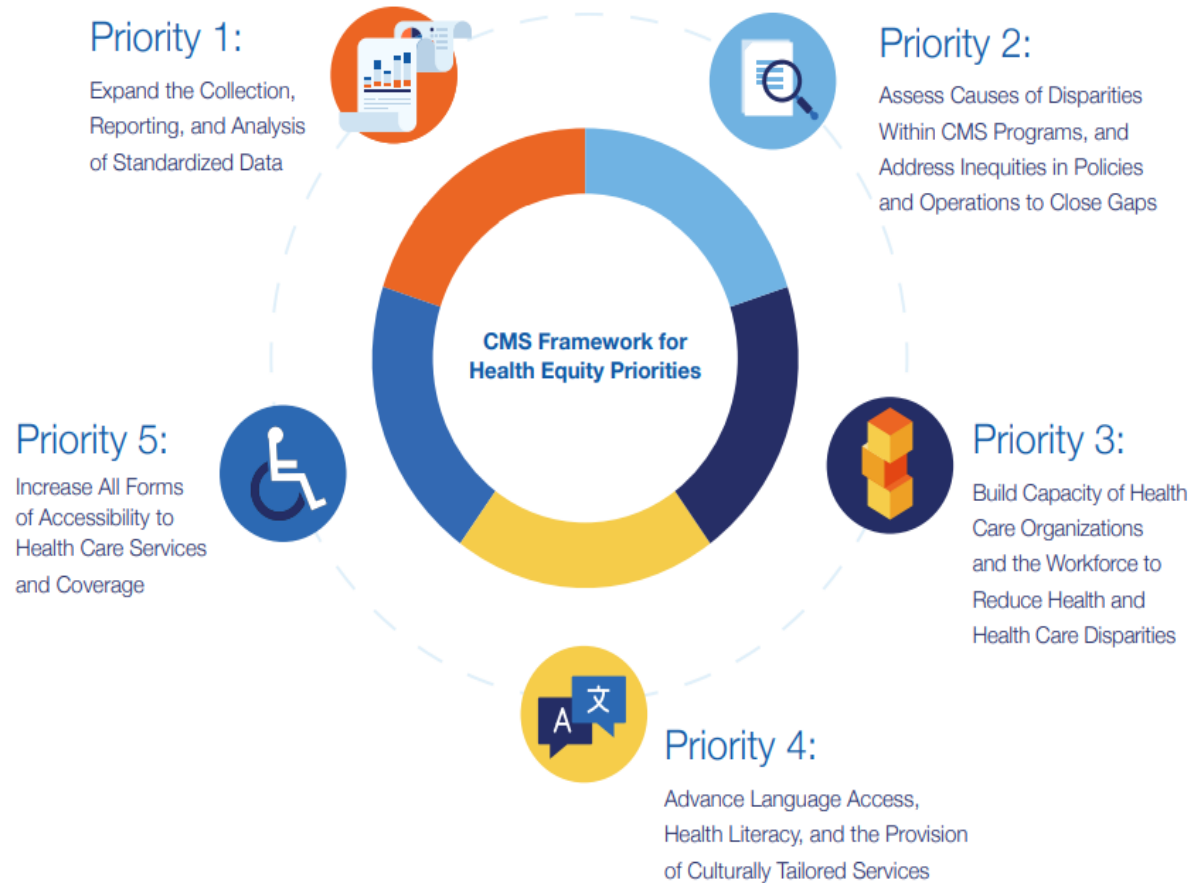 Priority 1:
Expand the Collection,
Reporting, and Analysis
of Standardized Data
Priority 2:
Assess Causes of Disparities
Within CMS Programs, and
Address Inequities in Policies
and Operations to Close Gaps
CMS Framework for
Health Equity Priorities
Priority 3:
Build Capacity of Health
Care Organizations
and the Workforce to
Reduce Health and
Health Care Disparities
Priority 4:
Advance Language Access,
Health Literacy, and the Provision
of Culturally Tailored Services
A 文
Priority 5:
Increase All Forms
of Accessibility to
Health Care Services
and Coverage